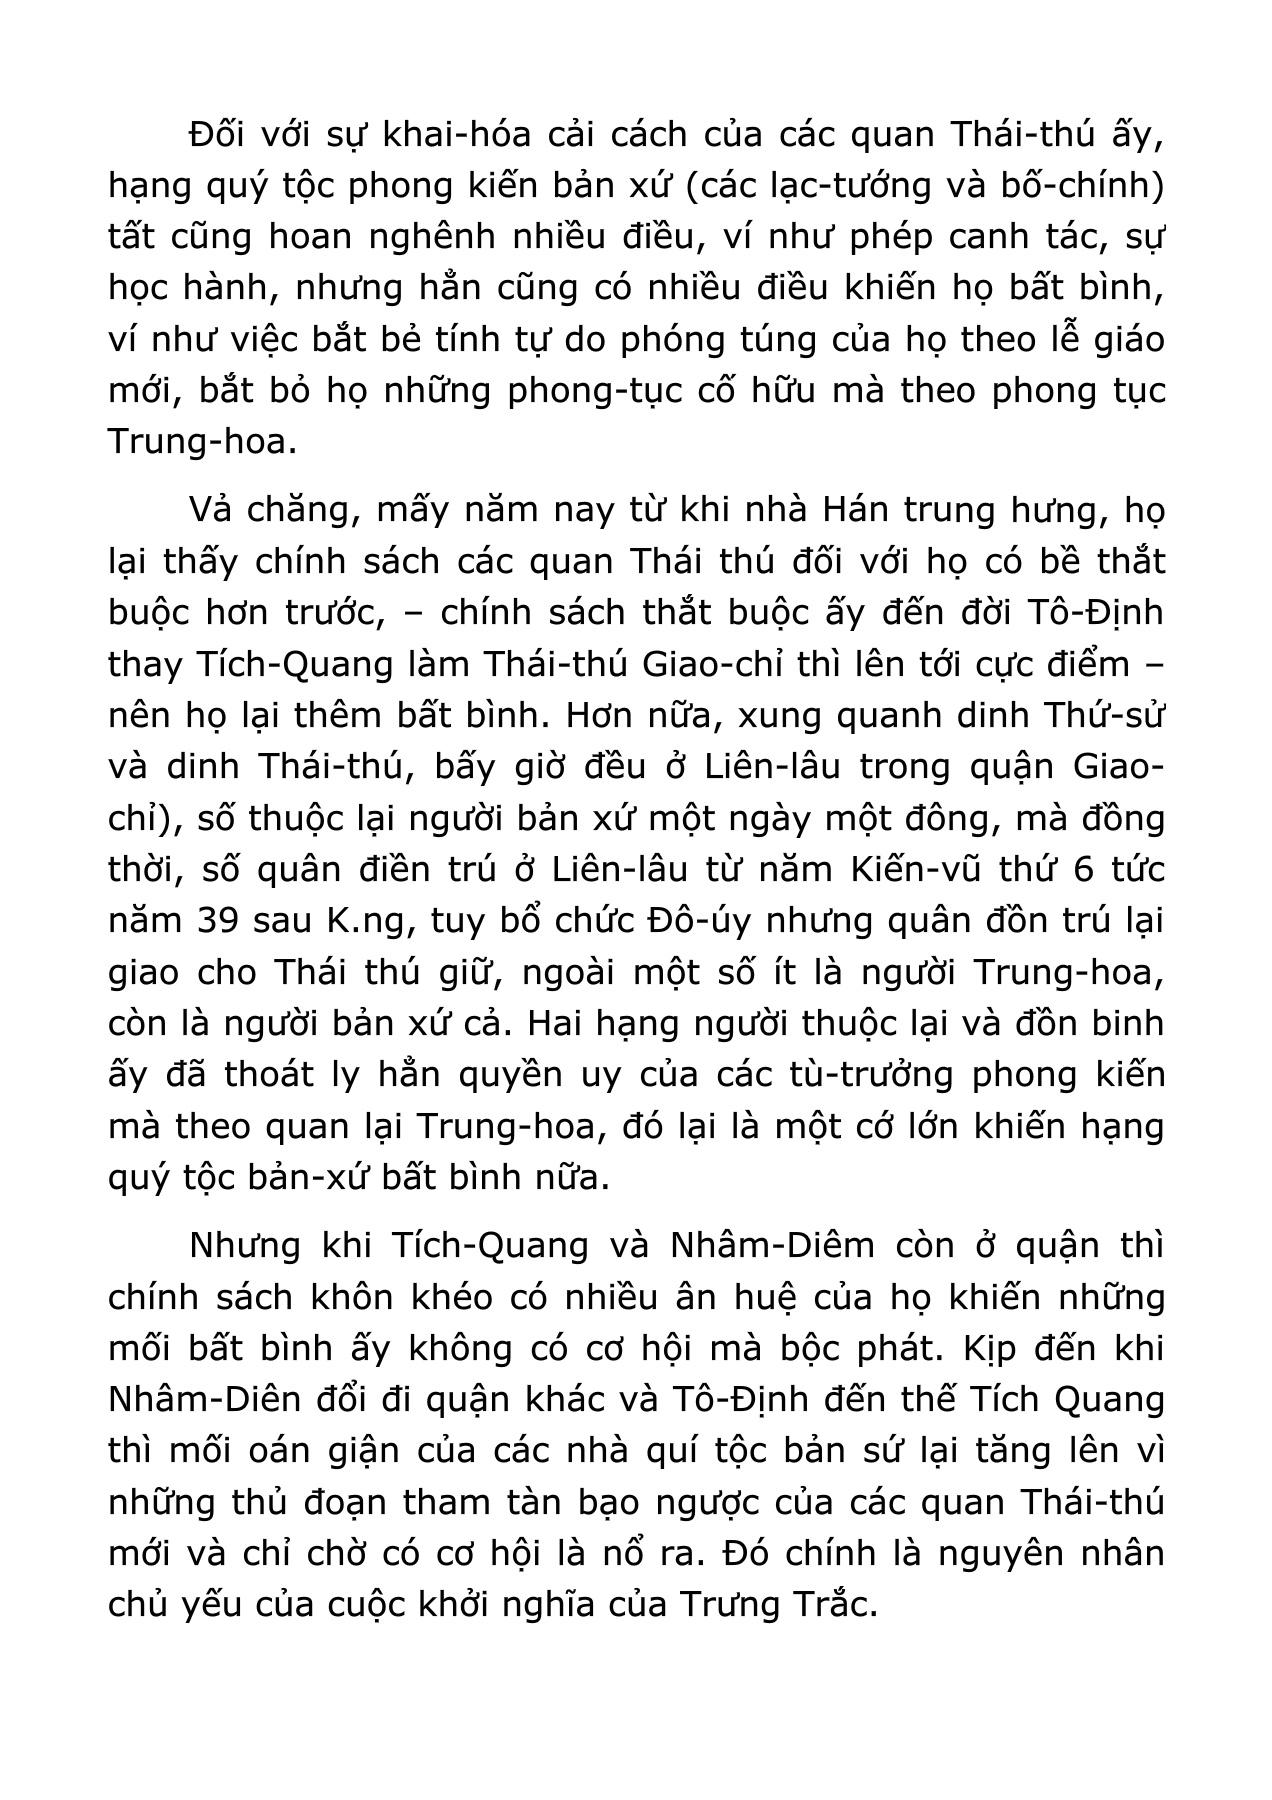 Đối với sự khai-hóa cải cách của các quan Thái-thú ấy,
hạng quý tộc phong kiến bản xứ (các lạc-tướng và bố-chính)
tất cũng hoan nghênh nhiều điều, ví như phép canh tác, sự
học hành, nhưng hẳn cũng có nhiều điều khiến họ bất bình,
ví như việc bắt bẻ tính tự do phóng túng của họ theo lễ giáo
mới, bắt bỏ họ những phong-tục cố hữu mà theo phong tục
Trung-hoa.
Vả chăng, mấy năm nay từ khi nhà Hán trung hưng, họ
lại thấy chính sách các quan Thái thú đối với họ có bề thắt
buộc hơn trước, – chính sách thắt buộc ấy đến đời Tô-Định
thay Tích-Quang làm Thái-thú Giao-chỉ thì lên tới cực điểm –
nên họ lại thêm bất bình. Hơn nữa, xung quanh dinh Thứ-sử
và dinh Thái-thú, bấy giờ đều ở Liên-lâu trong quận Giao-
chỉ), số thuộc lại người bản xứ một ngày một đông, mà đồng
thời, số quân điền trú ở Liên-lâu từ năm Kiến-vũ thứ 6 tức
năm 39 sau K.ng, tuy bổ chức Đô-úy nhưng quân đồn trú lại
giao cho Thái thú giữ, ngoài một số ít là người Trung-hoa,
còn là người bản xứ cả. Hai hạng người thuộc lại và đồn binh
ấy đã thoát ly hẳn quyền uy của các tù-trưởng phong kiến
mà theo quan lại Trung-hoa, đó lại là một cớ lớn khiến hạng
quý tộc bản-xứ bất bình nữa.
Nhưng khi Tích-Quang và Nhâm-Diêm còn ở quận thì
chính sách khôn khéo có nhiều ân huệ của họ khiến những
mối bất bình ấy không có cơ hội mà bộc phát. Kịp đến khi
Nhâm-Diên đổi đi quận khác và Tô-Định đến thế Tích Quang
thì mối oán giận của các nhà quí tộc bản sứ lại tăng lên vì
những thủ đoạn tham tàn bạo ngược của các quan Thái-thú
mới và chỉ chờ có cơ hội là nổ ra. Đó chính là nguyên nhân
chủ yếu của cuộc khởi nghĩa của Trưng Trắc.